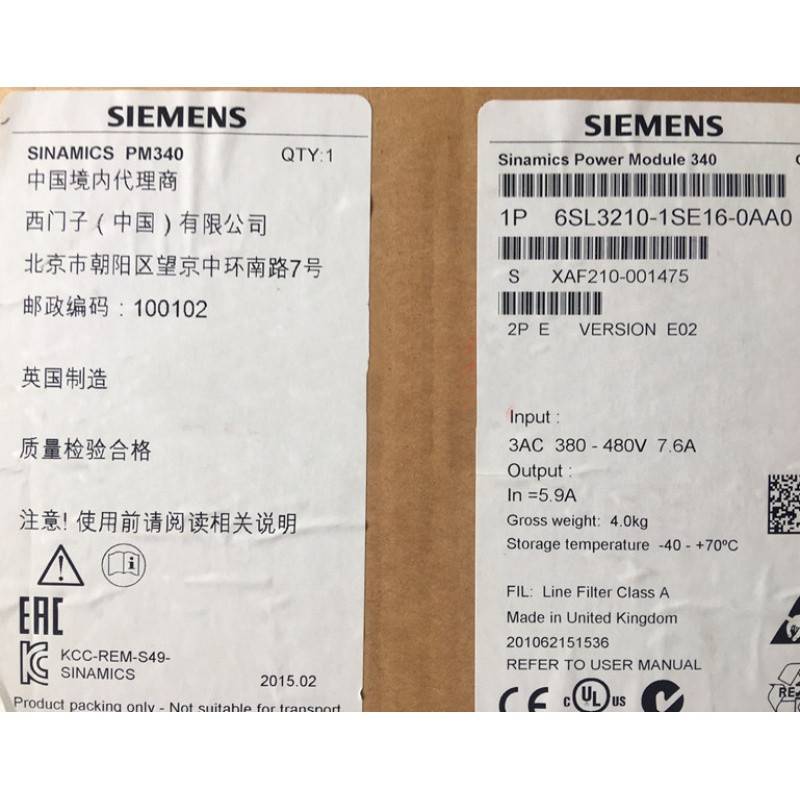 SIEMENS
SINAMICS PM340 QTY:1
中国境内代理商
西门子（中国）有限公司
北京市朝阳区望京中环南路7号
邮政编码：100102
英国制造
质量检验合格
注意! 使用前请阅读相关说明
EAC
KCC-REM-S49-
SINAMICS
2015.02
Product packing only - Not suitable for transport
SIEMENS
Sinamics Power Module 340
1P 6SL3210-1SE16-0AA0
S XAF210-001475
2P E VERSION E02
Input :
3AC 380 - 480V 7.6A
Output :
In =5.9A
Gross weight: 4.0kg
Storage temperature -40 - +70°C
FIL: Line Filter Class A
Made in United Kingdom
201062151536
REFER TO USER MANUAL
CE c UL us